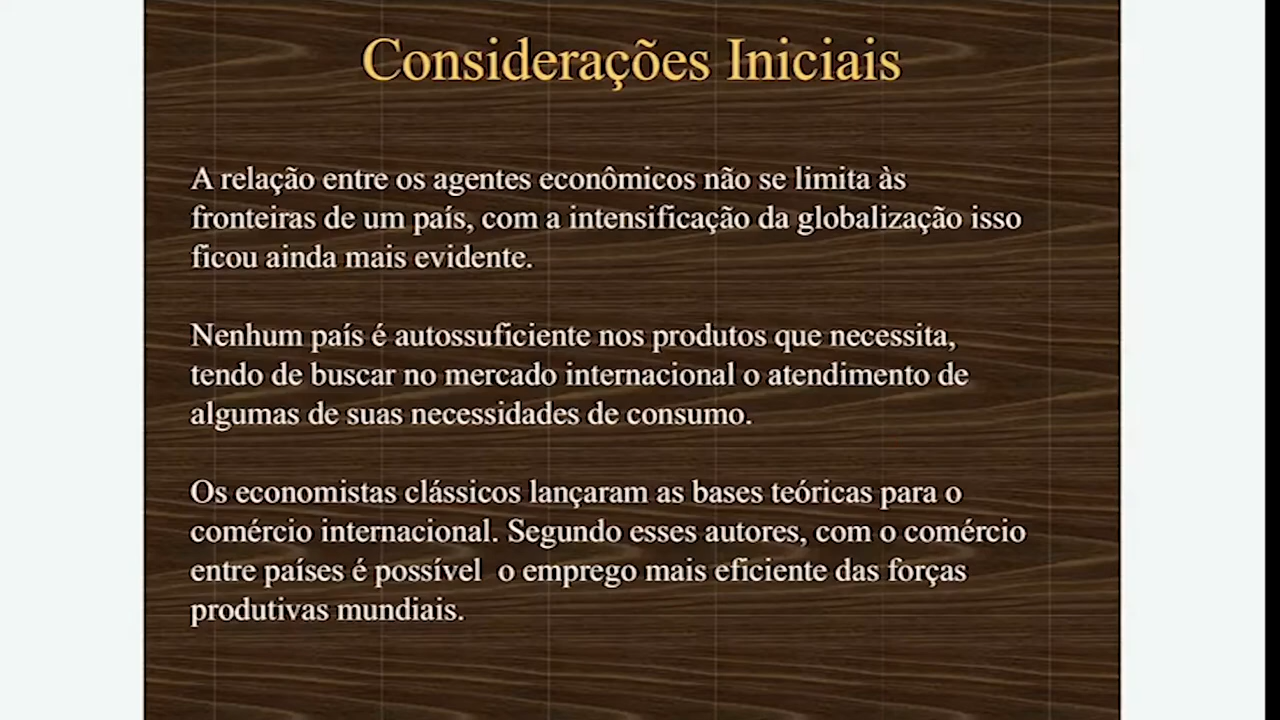 Considerações Iniciais
A relação entre os agentes econômicos não se limita às
fronteiras de um país, com a intensificação da globalização isso
ficou ainda mais evidente.
Nenhum país é autossuficiente nos produtos que necessita,
tendo de buscar no mercado internacional o atendimento de
algumas de suas necessidades de consumo.
Os economistas clássicos lançaram as bases teóricas para o
comércio internacional. Segundo esses autores, com o comércio
entre países é possível  o emprego mais eficiente das forças
produtivas mundiais.